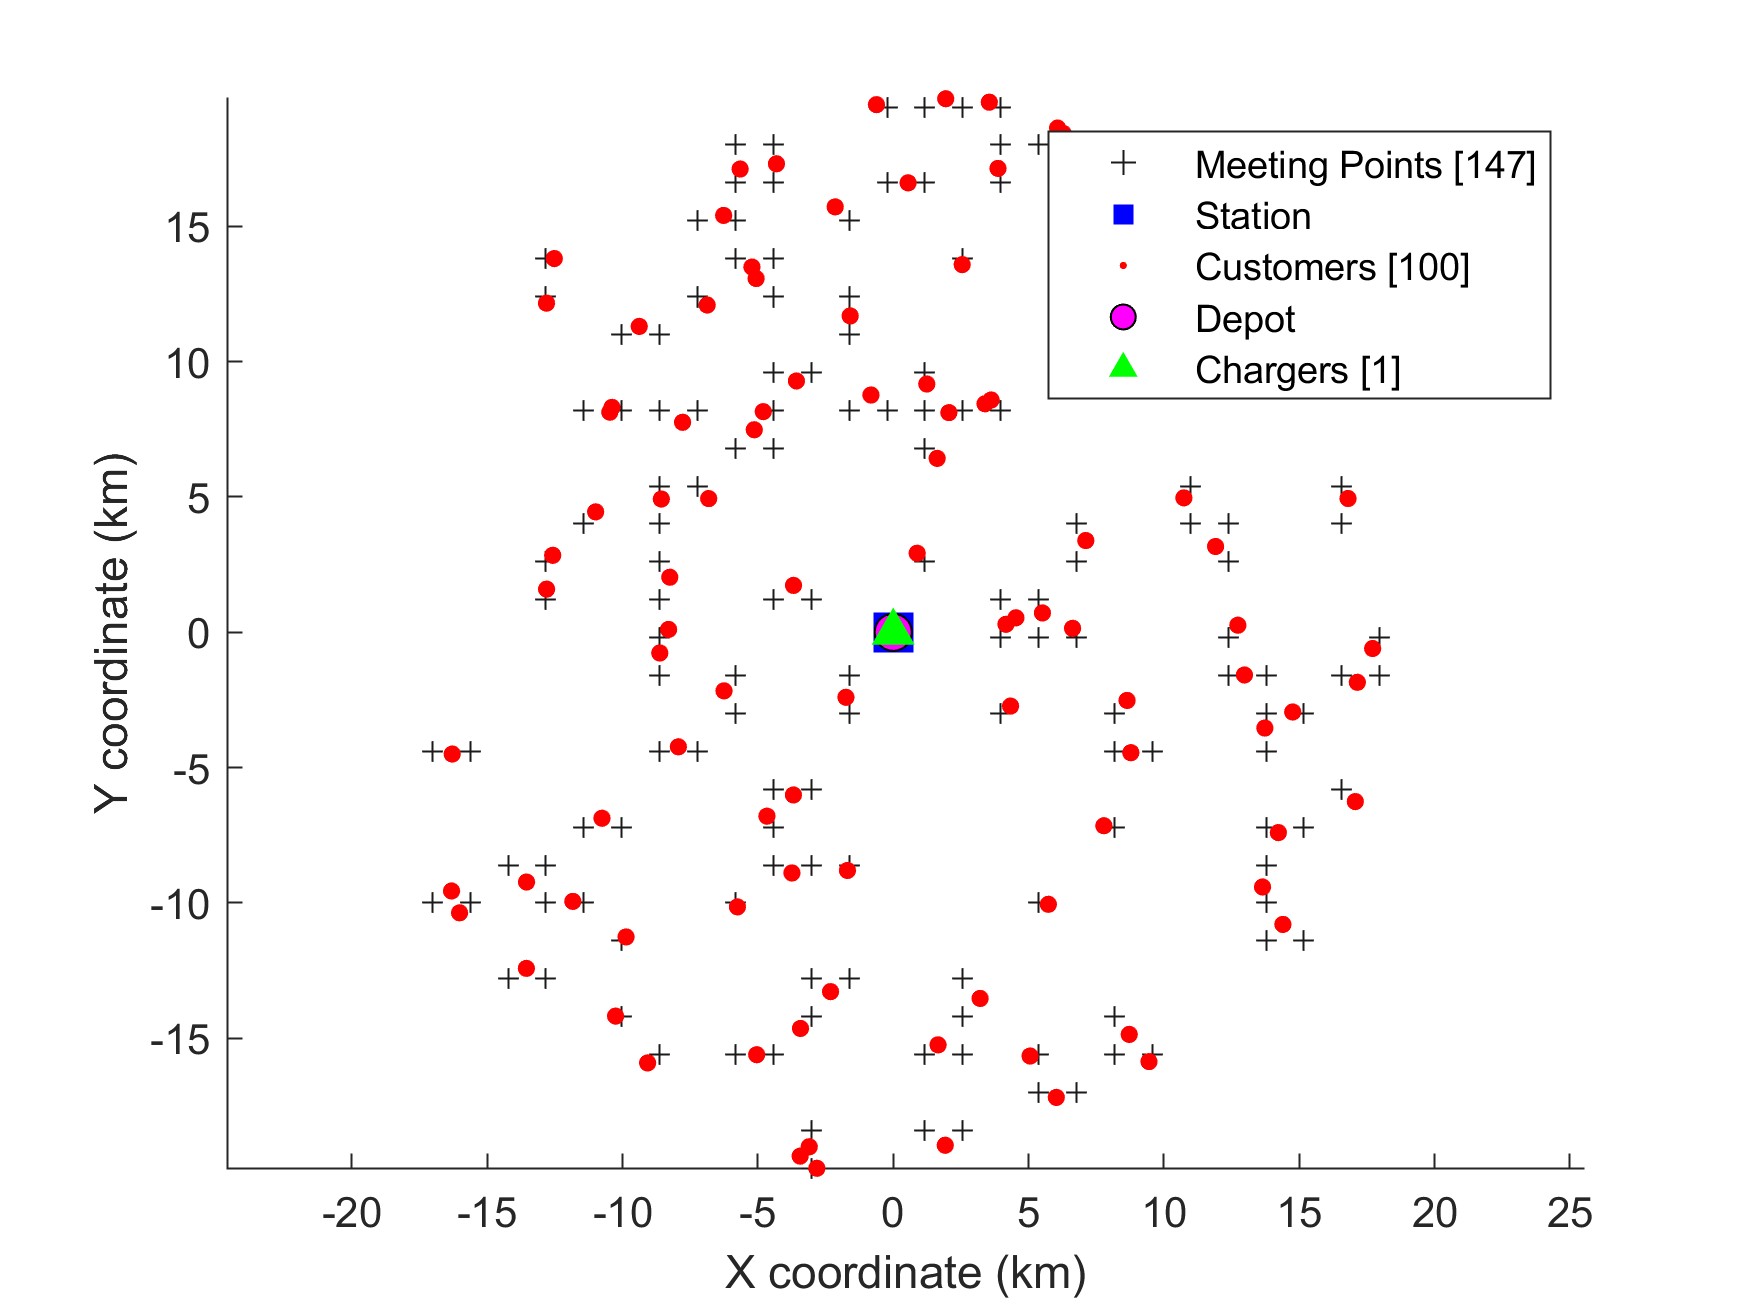 Meeting Points [147]
Station
Customers [100]
Depot
Chargers [1]
15
10
5
0
-5
-10
-15
Y coordinate (km)
-20 -15 -10 -5 0 5 10 15 20 25
X coordinate (km)